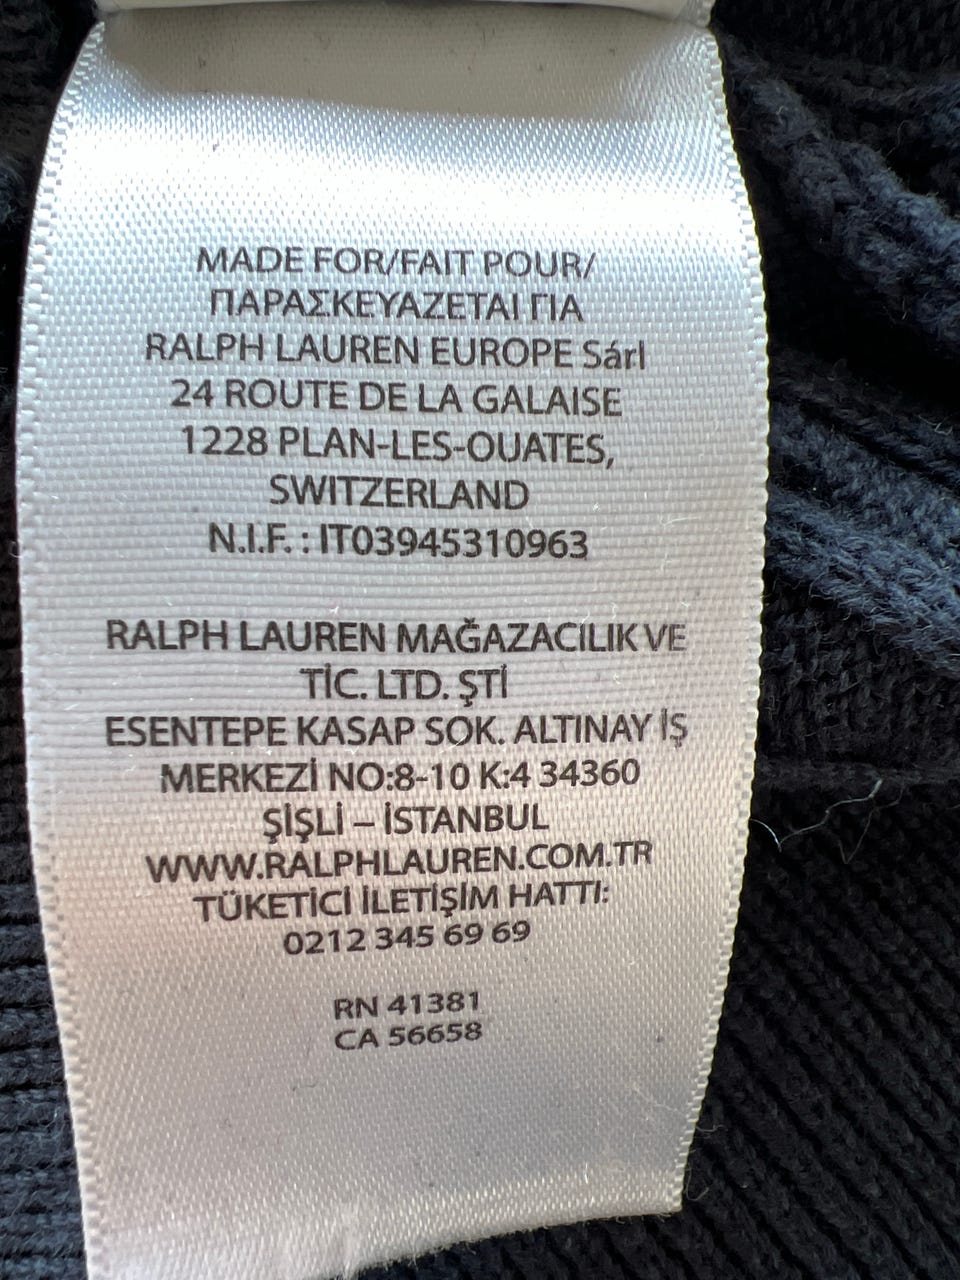 MADE FOR/FAIT POUR/
ΠΑΡΑΣΚΕΥΑΖΕΤΑΙ ΓΙΑ
RALPH LAUREN EUROPE Sárl
24 ROUTE DE LA GALAISE
1228 PLAN-LES-OUATES,
SWITZERLAND
N.I.F. : IT03945310963
RALPH LAUREN MAĞAZACILIK VE
TİC. LTD. ŞTİ
ESENTEPE KASAP SOK. ALTINAY İŞ
MERKEZİ NO:8-10 K:4 34360
ŞİŞLİ – İSTANBUL
WWW.RALPHLAUREN.COM.TR
TÜKETİCİ İLETİŞİM HATTI:
0212 345 69 69
RN 41381
CA 56658